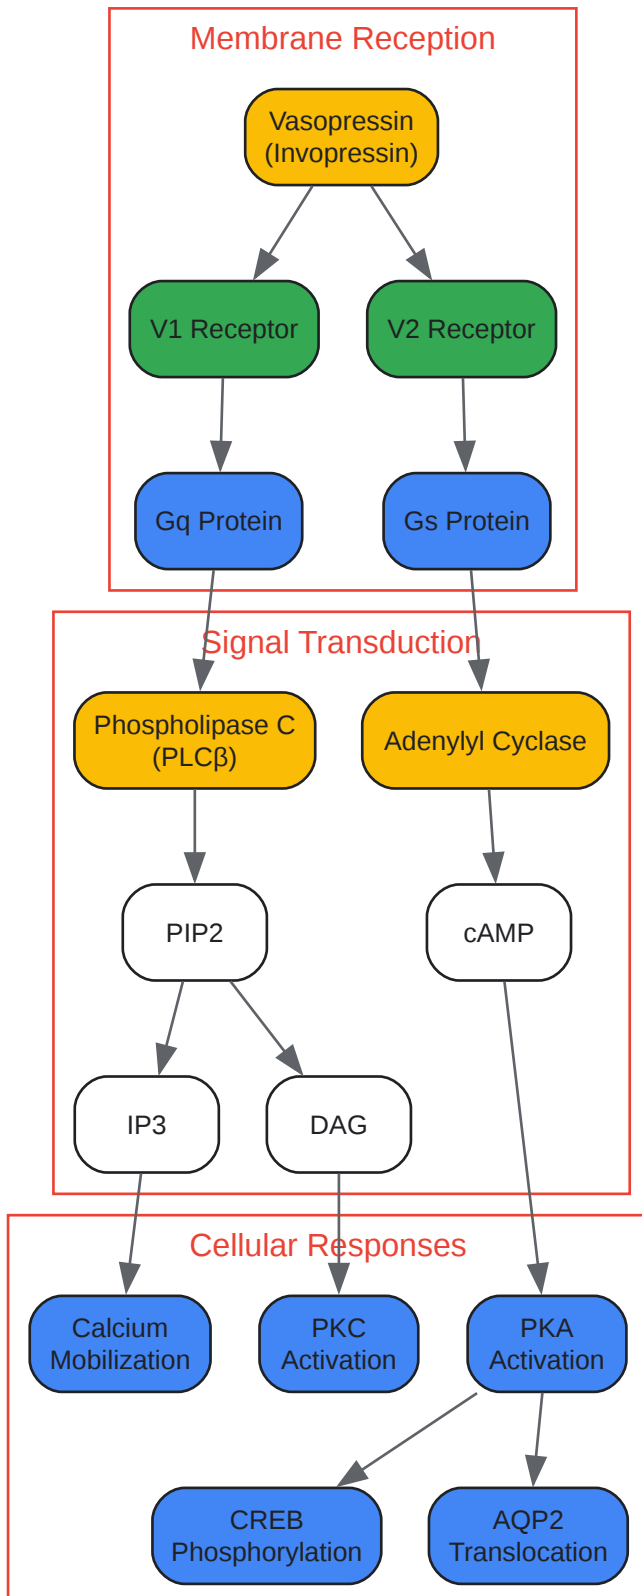 Membrane Reception
Vasopressin
(Invopressin)
V1 Receptor
V2 Receptor
Gq Protein
Gs Protein
Signal Transduction
Phospholipase C
(PLCβ)
Adenylyl Cyclase
PIP2
cAMP
IP3
DAG
Cellular Responses
Calcium
Mobilization
PKC
Activation
PKA
Activation
CREB
Phosphorylation
AQP2
Translocation